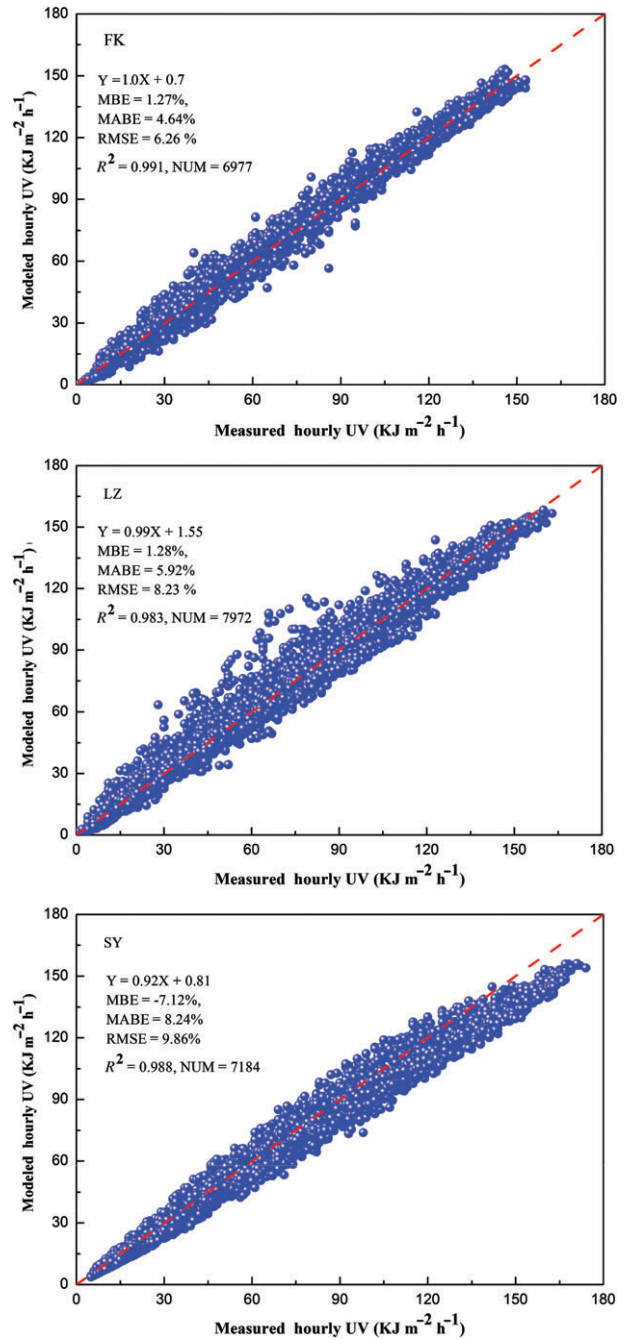 180
FK
150
Y = 1.0X + 0.7
MBE = 1.27%,
MABE = 4.64%
RMSE = 6.26 %
R² = 0.991, NUM = 6977
120
90
60
30
0
Modeled hourly UV (KJ m⁻² h⁻¹)
0 30 60 90 120 150 180
Measured hourly UV (KJ m⁻² h⁻¹)
180
LZ
150
Y = 0.99X + 1.55
MBE = 1.28%,
MABE = 5.92%
RMSE = 8.23 %
R² = 0.983, NUM = 7972
120
90
60
30
0
Modeled hourly UV (KJ m⁻² h⁻¹)
0 30 60 90 120 150 180
Measured hourly UV (KJ m⁻² h⁻¹)
180
SY
150
Y = 0.92X + 0.81
MBE = -7.12%,
MABE = 8.24%
RMSE = 9.86%
R² = 0.988, NUM = 7184
120
90
60
30
0
Modeled hourly UV (KJ m⁻² h⁻¹)
0 30 60 90 120 150 180
Measured hourly UV (KJ m⁻² h⁻¹)